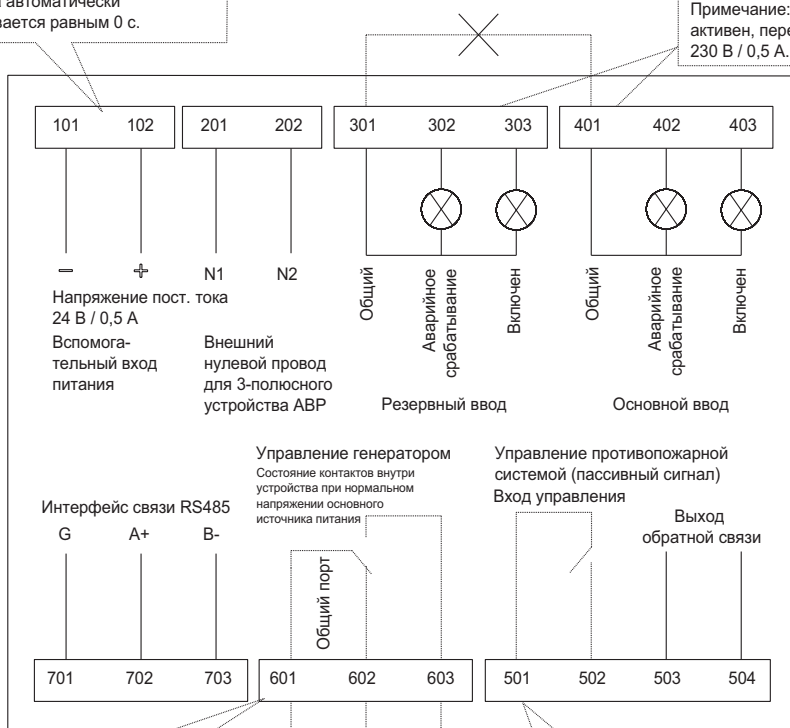 автоматически
вается равным 0 с.
Примечание:
активен, пере
230 В / 0,5 А.
101 102 201 202 301 302 303 401 402 403
− + N1 N2
Общий
Аварийное
срабатывание
Включен
Общий
Аварийное
срабатывание
Включен
Напряжение пост. тока
24 В / 0,5 А
Вспомога-
тельный вход
питания
Внешний
нулевой провод
для 3-полюсного
устройства АВР
Резервный ввод
Основной ввод
Управление генератором
Состояние контактов внутри
устройства при нормальном
напряжении основного
источника питания
Управление противопожарной
системой (пассивный сигнал)
Вход управления
Интерфейс связи RS485
G A+ B-
Выход
обратной связи
Общий порт
701 702 703 601 602 603 501 502 503 504